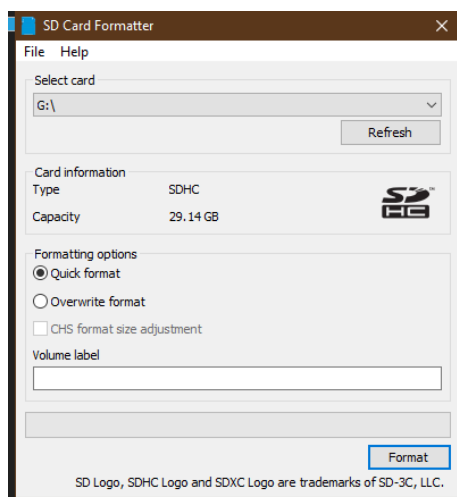 SD Card Formatter
File Help
Select card
G:\
Refresh
Card information
Type SDHC
Capacity 29.14 GB
SD
HC
Formatting options
Quick format
Overwrite format
CHS format size adjustment
Volume label
Format
SD Logo, SDHC Logo and SDXC Logo are trademarks of SD-3C, LLC.